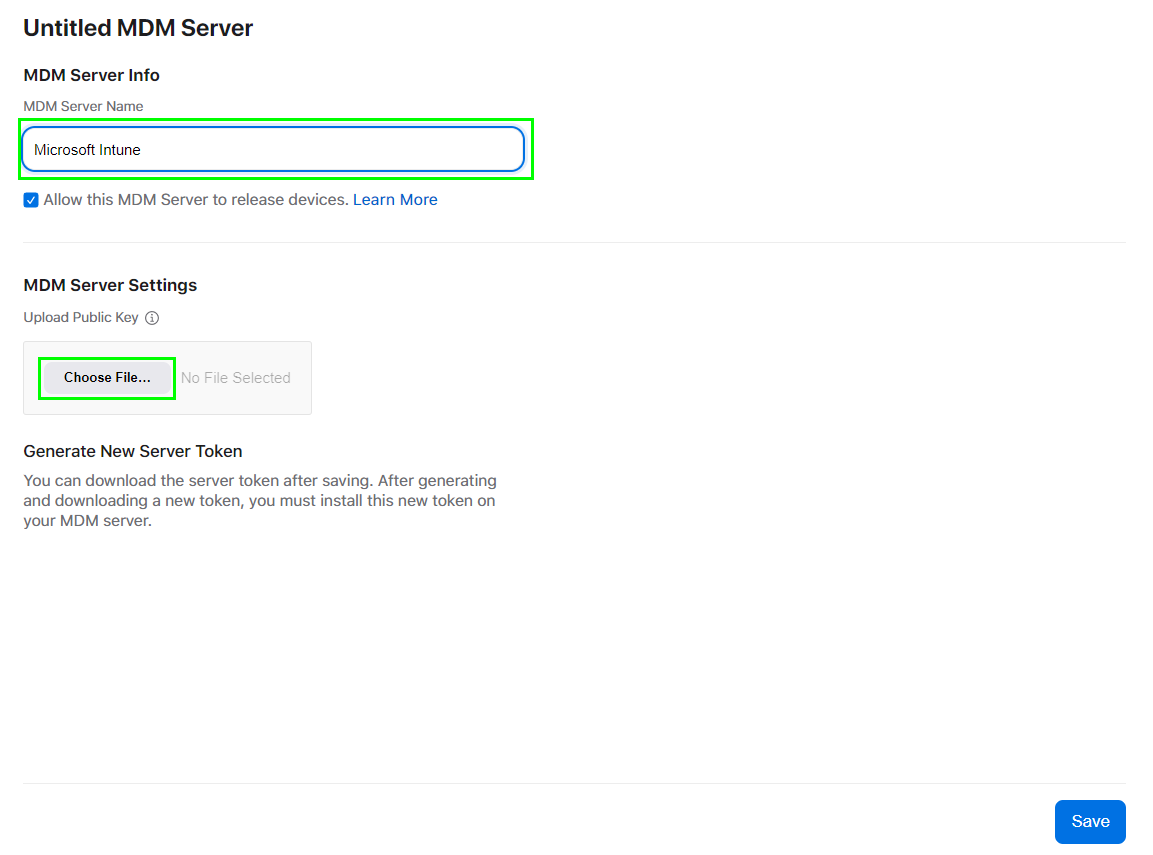 Untitled MDM Server
MDM Server Info
MDM Server Name
Microsoft Intune
Allow this MDM Server to release devices. Learn More
MDM Server Settings
Upload Public Key
Choose File... No File Selected
Generate New Server Token
You can download the server token after saving. After generating
and downloading a new token, you must install this new token on
your MDM server.
Save